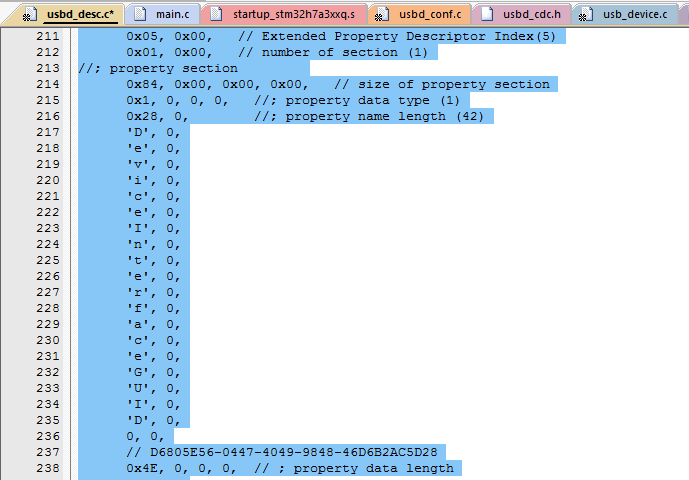 usbd_desc.c* main.c startup_stm32h7a3xxq.s usbd_conf.c usbd_cdc.h usb_device.c
211 0x05, 0x00, // Extended Property Descriptor Index(5)
212 0x01, 0x00, // number of section (1)
213 //; property section
214 0x84, 0x00, 0x00, 0x00, // size of property section
215 0x1, 0, 0, 0, //; property data type (1)
216 0x28, 0, //; property name length (42)
217 'D', 0,
218 'e', 0,
219 'v', 0,
220 'i', 0,
221 'c', 0,
222 'e', 0,
223 'I', 0,
224 'n', 0,
225 't', 0,
226 'e', 0,
227 'r', 0,
228 'f', 0,
229 'a', 0,
230 'c', 0,
231 'e', 0,
232 'G', 0,
233 'U', 0,
234 'I', 0,
235 'D', 0,
236 0, 0,
237 // D6805E56-0447-4049-9848-46D6B2AC5D28
238 0x4E, 0, 0, 0, // ; property data length